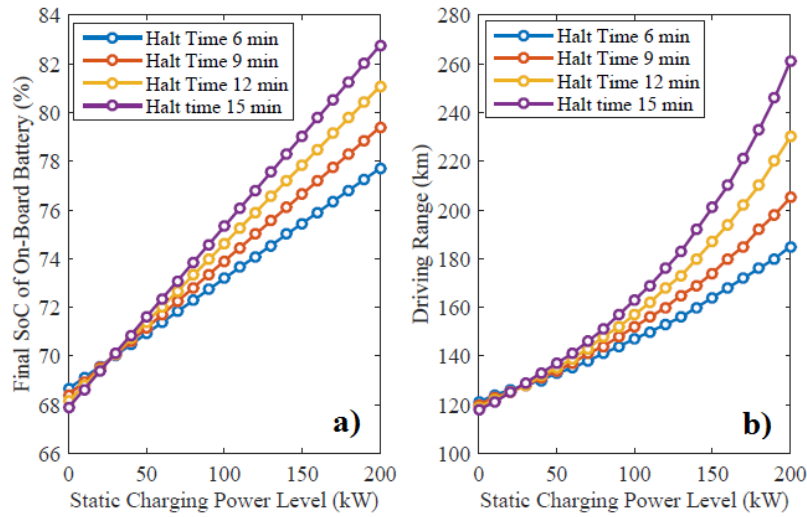 84
82
80
78
76
74
72
70
68
66
Final SoC of On-Board Battery (%)
Halt Time 6 min
Halt Time 9 min
Halt Time 12 min
Halt time 15 min
a)
0 50 100 150 200
Static Charging Power Level (kW)
280
260
240
220
200
180
160
140
120
100
Driving Range (km)
Halt Time 6 min
Halt Time 9 min
Halt Time 12 min
Halt time 15 min
b)
0 50 100 150 200
Static Charging Power Level (kW)